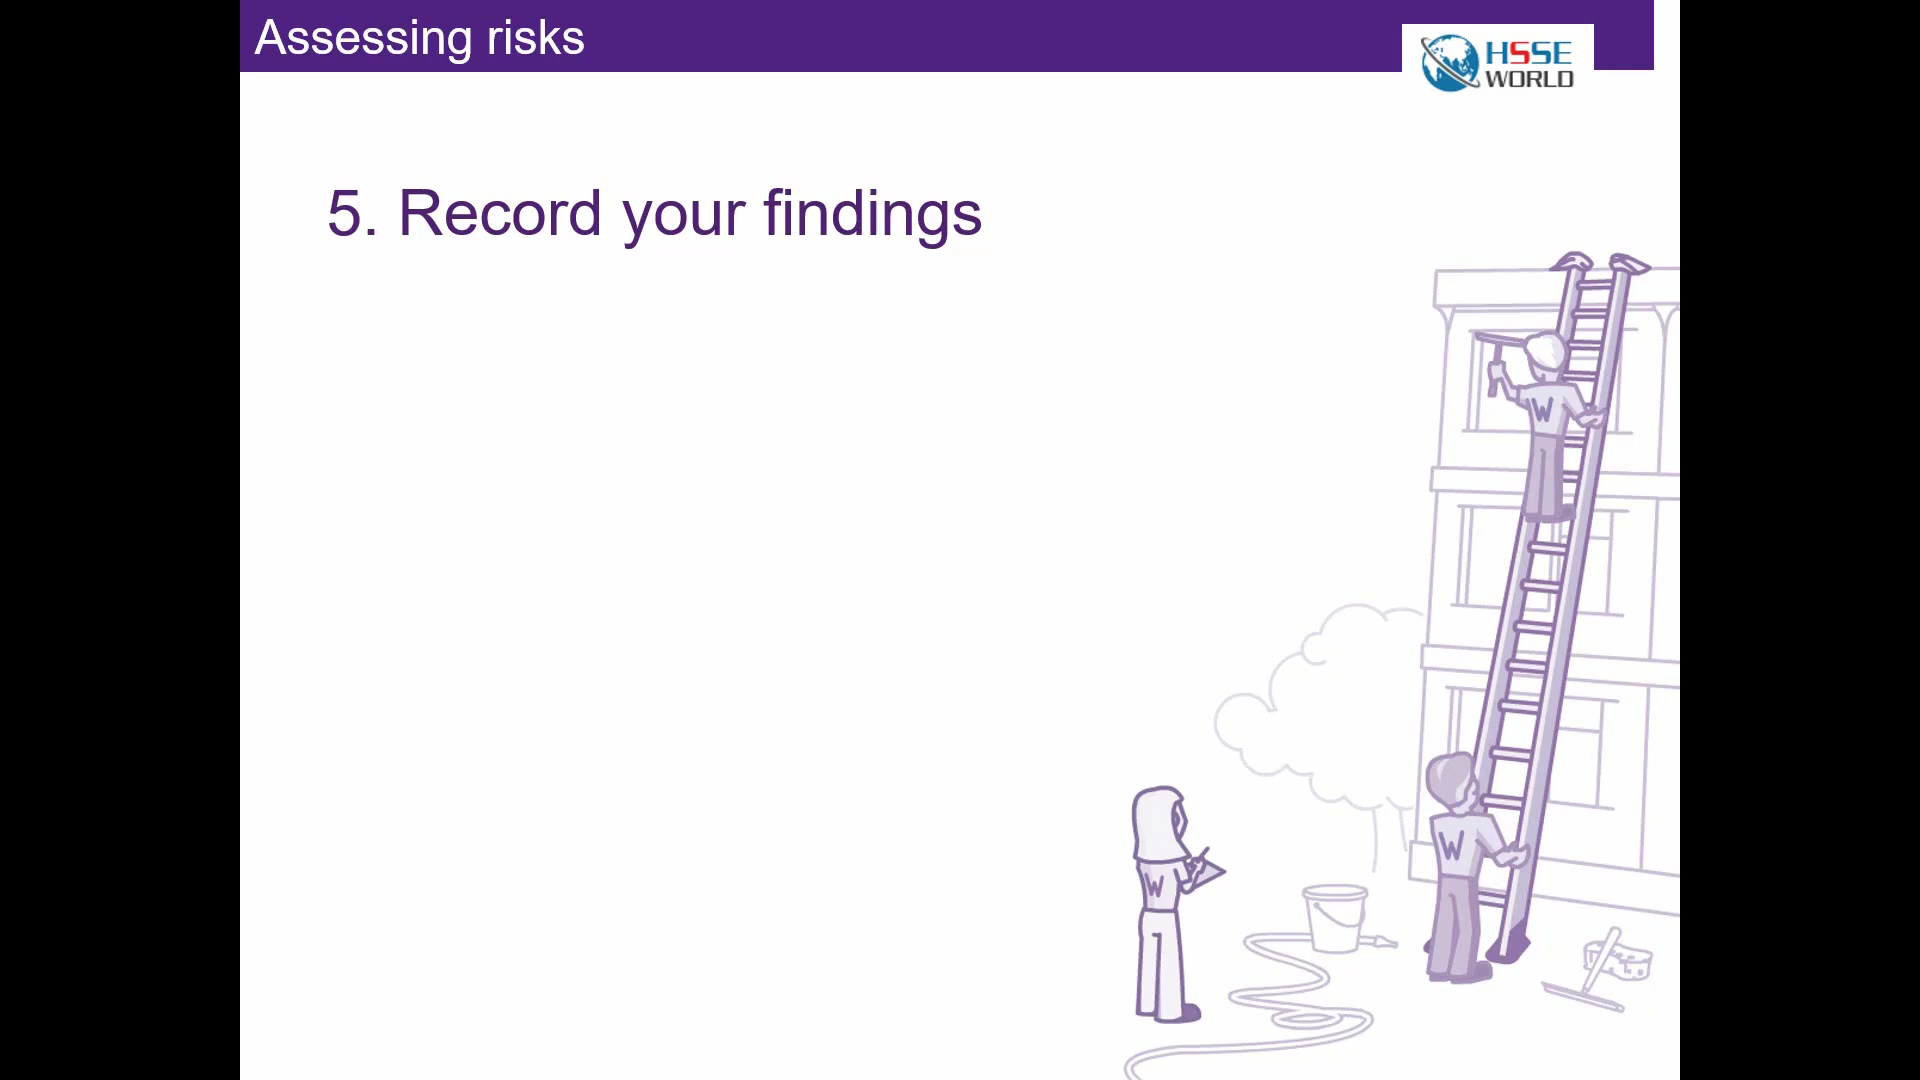 Assessing risks
HSSE
WORLD
5. Record your findings
W
W
W